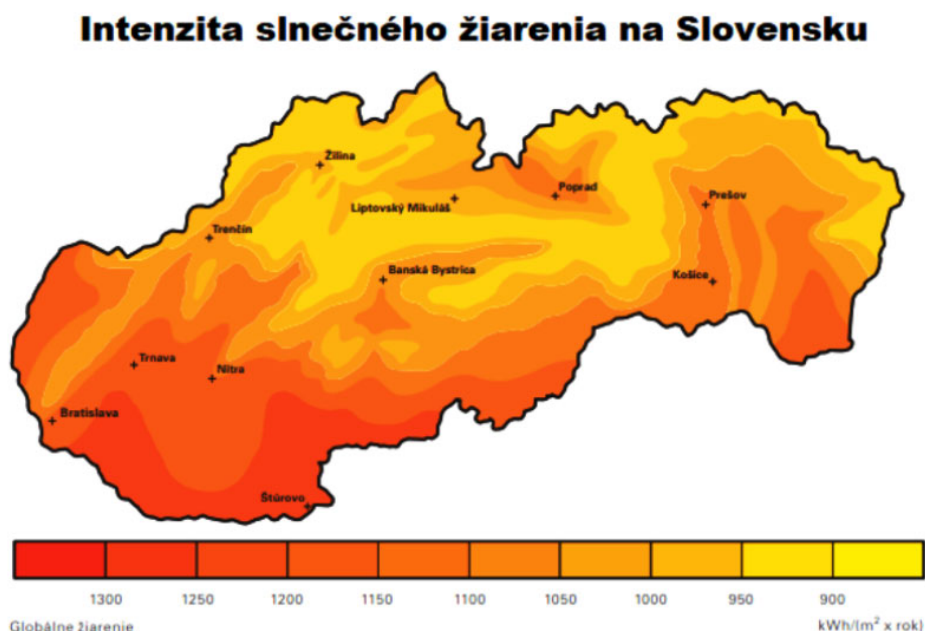 Intenzita slnečného žiarenia na Slovensku
Žilina
Poprad
Liptovský Mikuláš
Prešov
Trenčín
Banská Bystrica
Košice
Trnava
Nitra
Bratislava
Štúrovo
1300 1250 1200 1150 1100 1050 1000 950 900
Globálne žiarenie kWh/(m² x rok)